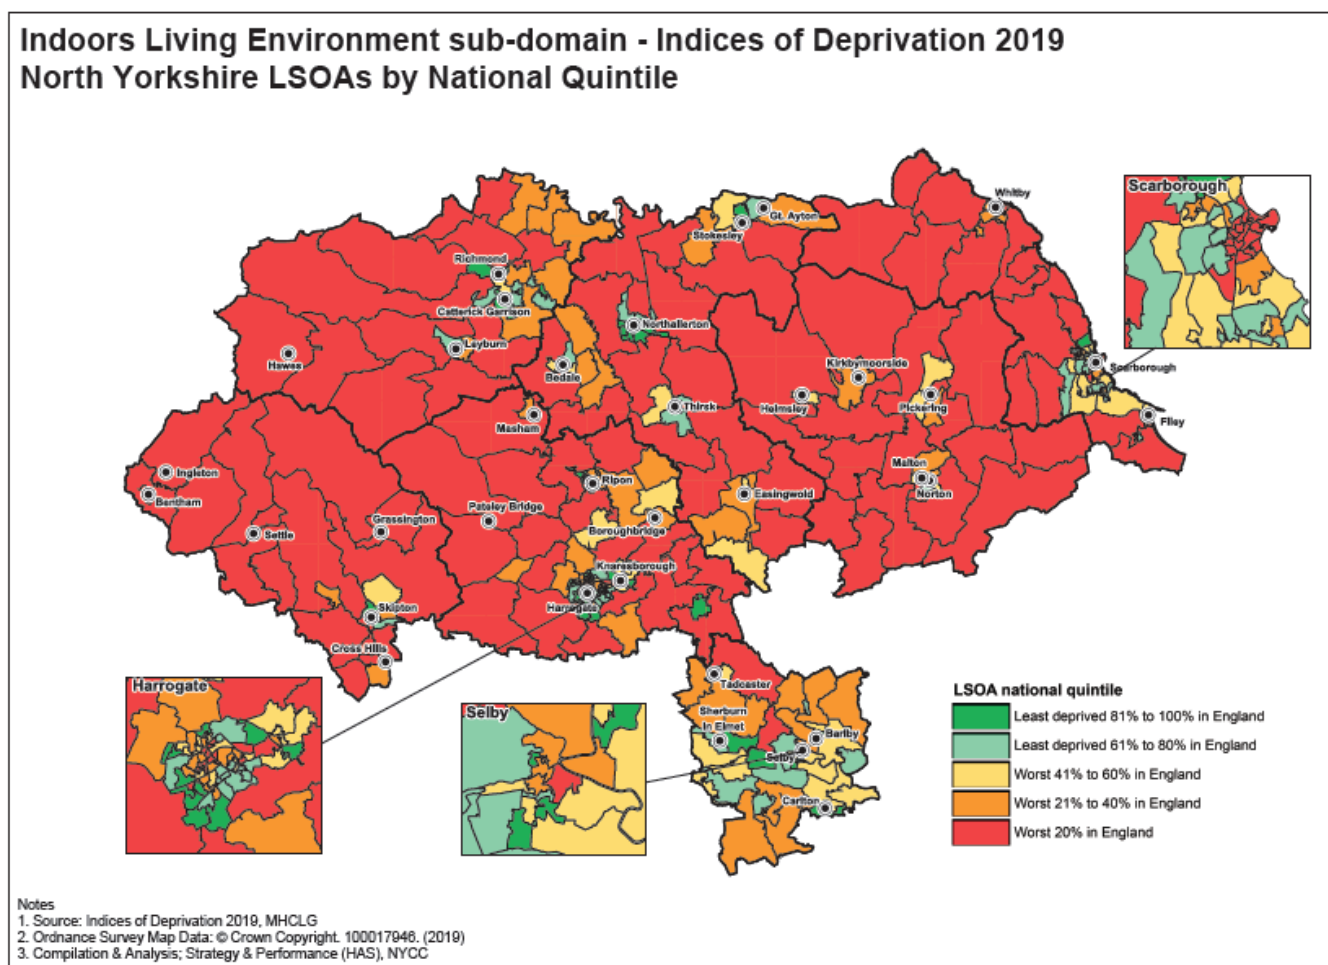 Indoors Living Environment sub-domain - Indices of Deprivation 2019
North Yorkshire LSOAs by National Quintile
Scarborough
Whitby
Gt. Ayton
Stokesley
Richmond
Catterick Garrison
Northallerton
Leyburn
Hawes
Bedale
Kirkbymoorside
Scarborough
Helmsley
Pickering
Thirsk
Masham
Filey
Malton
Ingleton
Ripon
Norton
Bentham
Easingwold
Pateley Bridge
Grassington
Boroughbridge
Settle
Knaresborough
Harrogate
Skipton
Cross Hills
Tadcaster
Harrogate
Selby
Sherburn
in Elmet
Barlby
Selby
Carlton
LSOA national quintile
Least deprived 81% to 100% in England
Least deprived 61% to 80% in England
Worst 41% to 60% in England
Worst 21% to 40% in England
Worst 20% in England
Notes
1. Source: Indices of Deprivation 2019, MHCLG
2. Ordnance Survey Map Data: © Crown Copyright. 100017946. (2019)
3. Compilation & Analysis; Strategy & Performance (HAS), NYCC